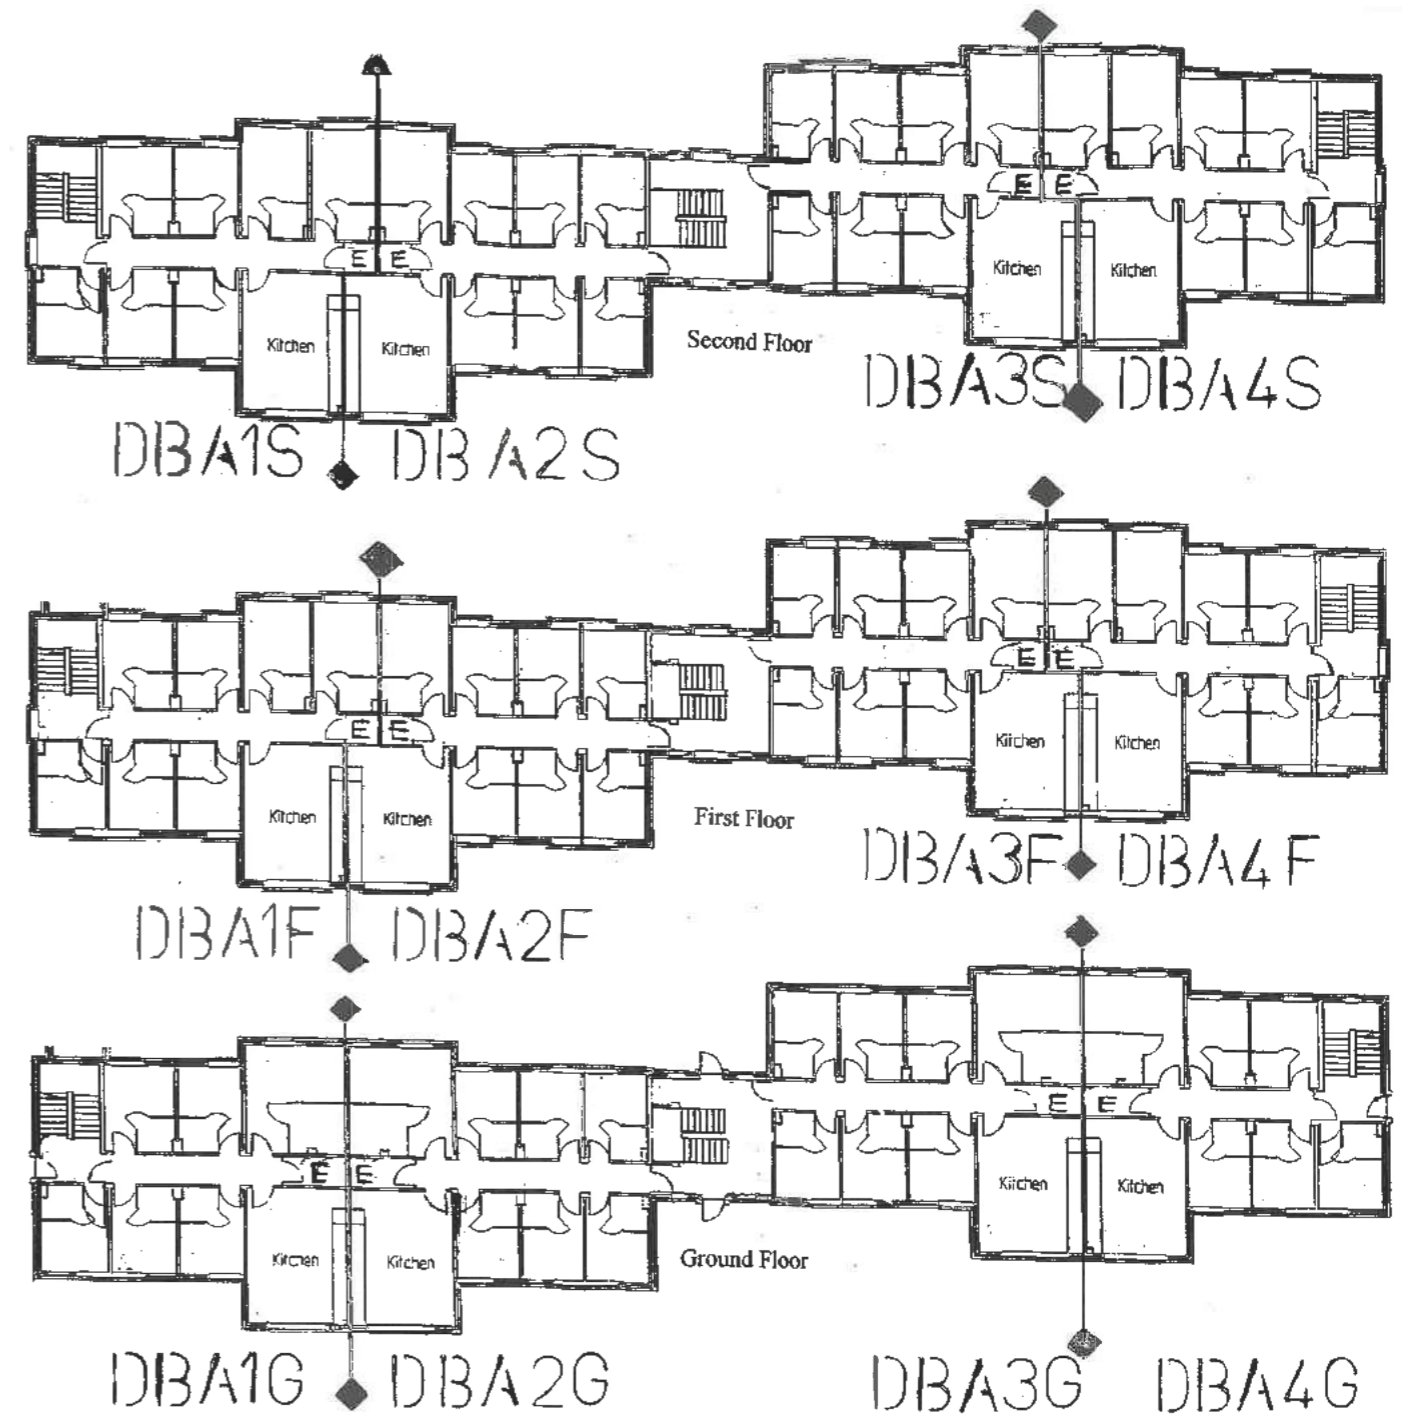 E E
Kitchen Kitchen
E E
Kitchen Kitchen
Second Floor
DBA1S DBA2S
DBA3S DBA4S
E E
Kitchen Kitchen
E E
Kitchen Kitchen
First Floor
DBA1F DBA2F
DBA3F DBA4F
E E
Kitchen Kitchen
E E
Kitchen Kitchen
Ground Floor
DBA1G DBA2G
DBA3G DBA4G